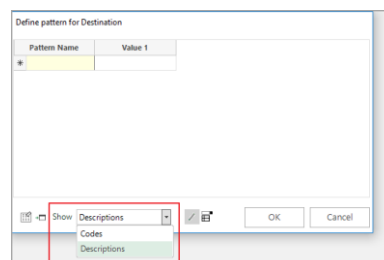 Define pattern for Destination
Pattern Name Value 1
*
Show Descriptions OK Cancel
Codes
Descriptions